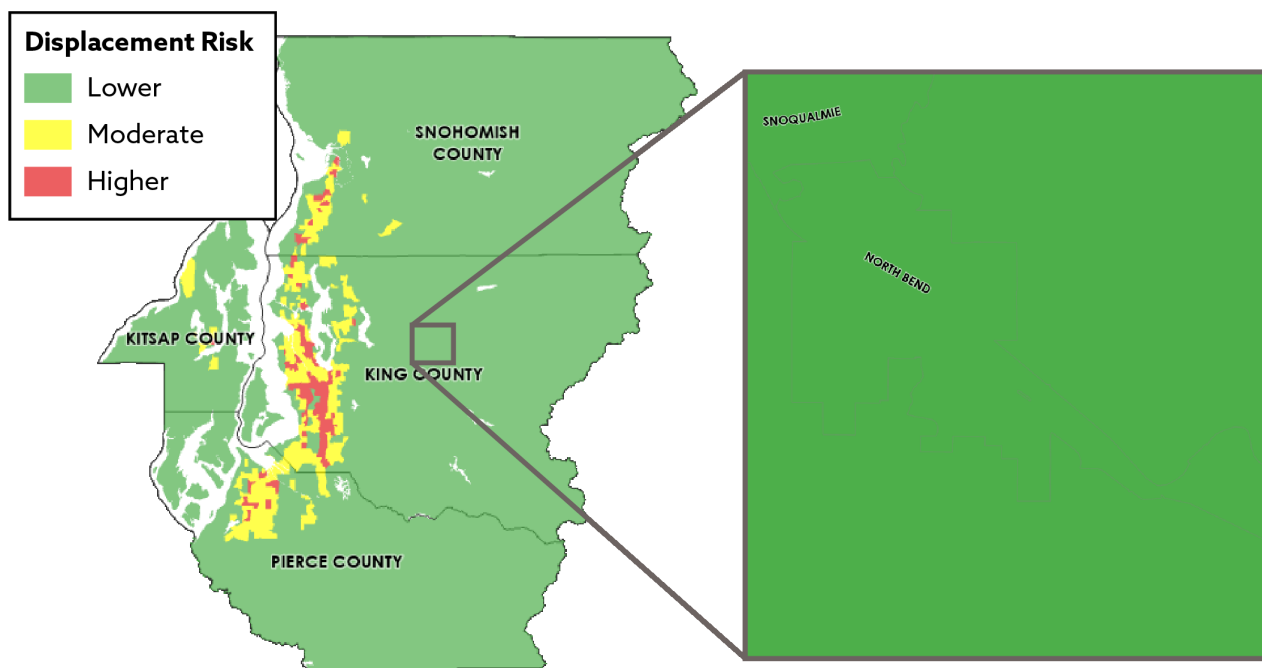 Displacement Risk
Lower
Moderate
Higher
SNOHOMISH
COUNTY
KITSAP COUNTY
KING COUNTY
PIERCE COUNTY
SNOQUALMIE
NORTH BEND